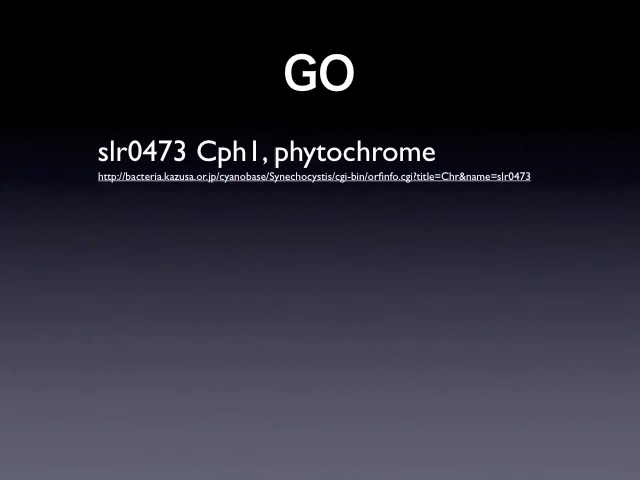 GO
slr0473 Cph1, phytochrome
http://bacteria.kazusa.or.jp/cyanobase/Synechocystis/cgi-bin/orfinfo.cgi?title=Chr&name=slr0473